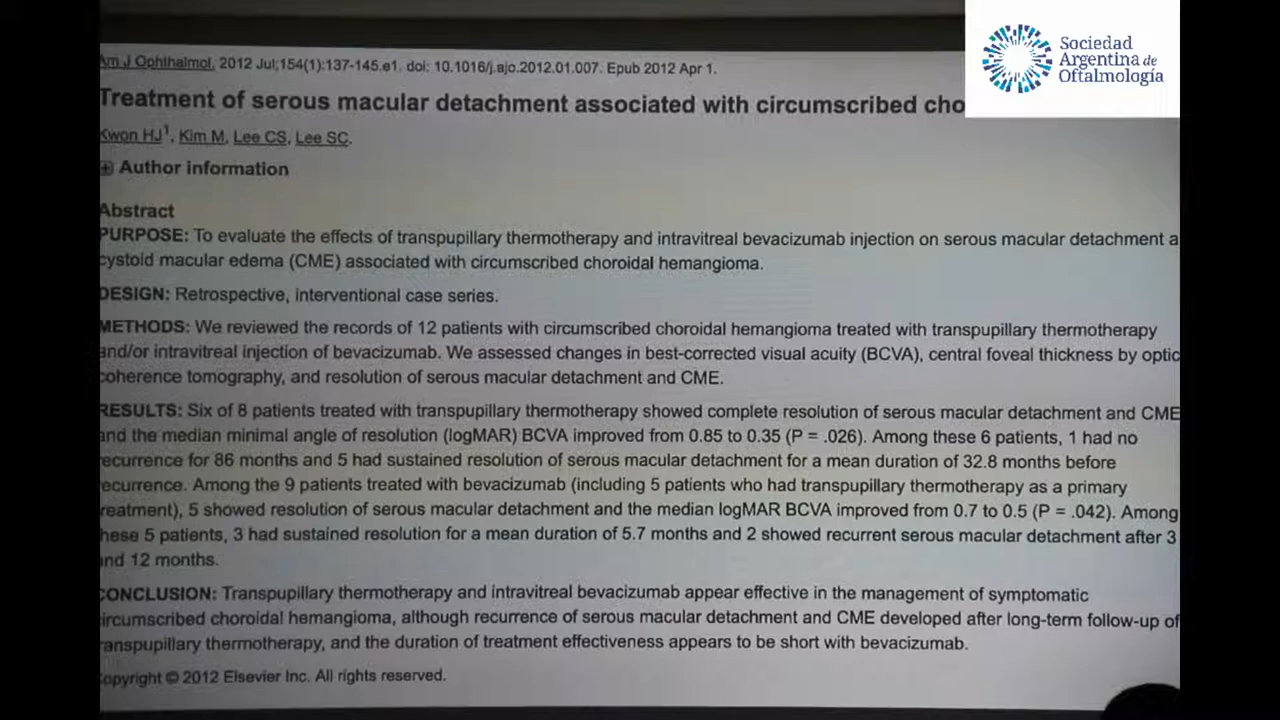 Am J Ophthalmol. 2012 Jul;154(1):137-145.e1. doi: 10.1016/j.ajo.2012.01.007. Epub 2012 Apr 1.
Treatment of serous macular detachment associated with circumscribed cho
Kwon HJ1, Kim M, Lee CS, Lee SC.
Author information
Abstract
PURPOSE: To evaluate the effects of transpupillary thermotherapy and intravitreal bevacizumab injection on serous macular detachment a
cystoid macular edema (CME) associated with circumscribed choroidal hemangioma.
DESIGN: Retrospective, interventional case series.
METHODS: We reviewed the records of 12 patients with circumscribed choroidal hemangioma treated with transpupillary thermotherapy
and/or intravitreal injection of bevacizumab. We assessed changes in best-corrected visual acuity (BCVA), central foveal thickness by optic
coherence tomography, and resolution of serous macular detachment and CME.
RESULTS: Six of 8 patients treated with transpupillary thermotherapy showed complete resolution of serous macular detachment and CME
and the median minimal angle of resolution (logMAR) BCVA improved from 0.85 to 0.35 (P = .026). Among these 6 patients, 1 had no
recurrence for 86 months and 5 had sustained resolution of serous macular detachment for a mean duration of 32.8 months before
ecurrence. Among the 9 patients treated with bevacizumab (including 5 patients who had transpupillary thermotherapy as a primary
reatment), 5 showed resolution of serous macular detachment and the median logMAR BCVA improved from 0.7 to 0.5 (P = .042). Among
hese 5 patients, 3 had sustained resolution for a mean duration of 5.7 months and 2 showed recurrent serous macular detachment after 3
and 12 months.
CONCLUSION: Transpupillary thermotherapy and intravitreal bevacizumab appear effective in the management of symptomatic
circumscribed choroidal hemangioma, although recurrence of serous macular detachment and CME developed after long-term follow-up of
ranspupillary thermotherapy, and the duration of treatment effectiveness appears to be short with bevacizumab.
Copyright © 2012 Elsevier Inc. All rights reserved.
Sociedad
Argentina de
Oftalmología